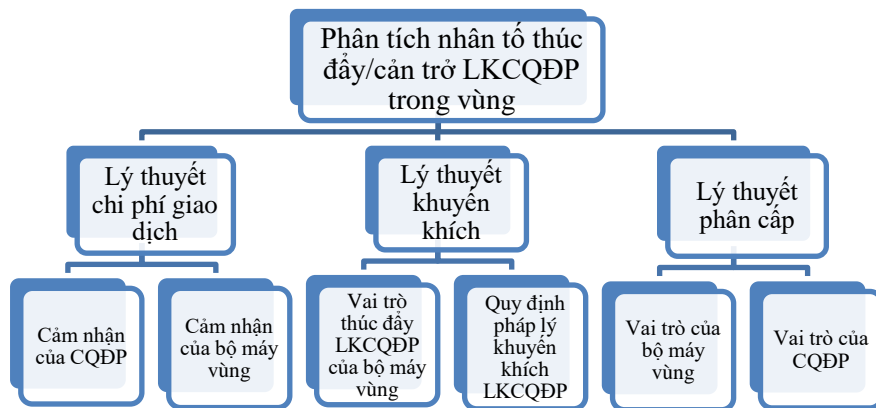 Phân tích nhân tố thúc
đẩy/cản trở LKCQĐP
trong vùng
Lý thuyết
chi phí giao
dịch
Lý thuyết
khuyến
khích
Lý thuyết
phân cấp
Cảm nhận
của CQĐP
Cảm nhận
của bộ máy
vùng
Vai trò
thúc đẩy
LKCQĐP
của bộ máy
vùng
Quy định
pháp lý
khuyến
khích
LKCQĐP
Vai trò của
bộ máy
vùng
Vai trò của
CQĐP